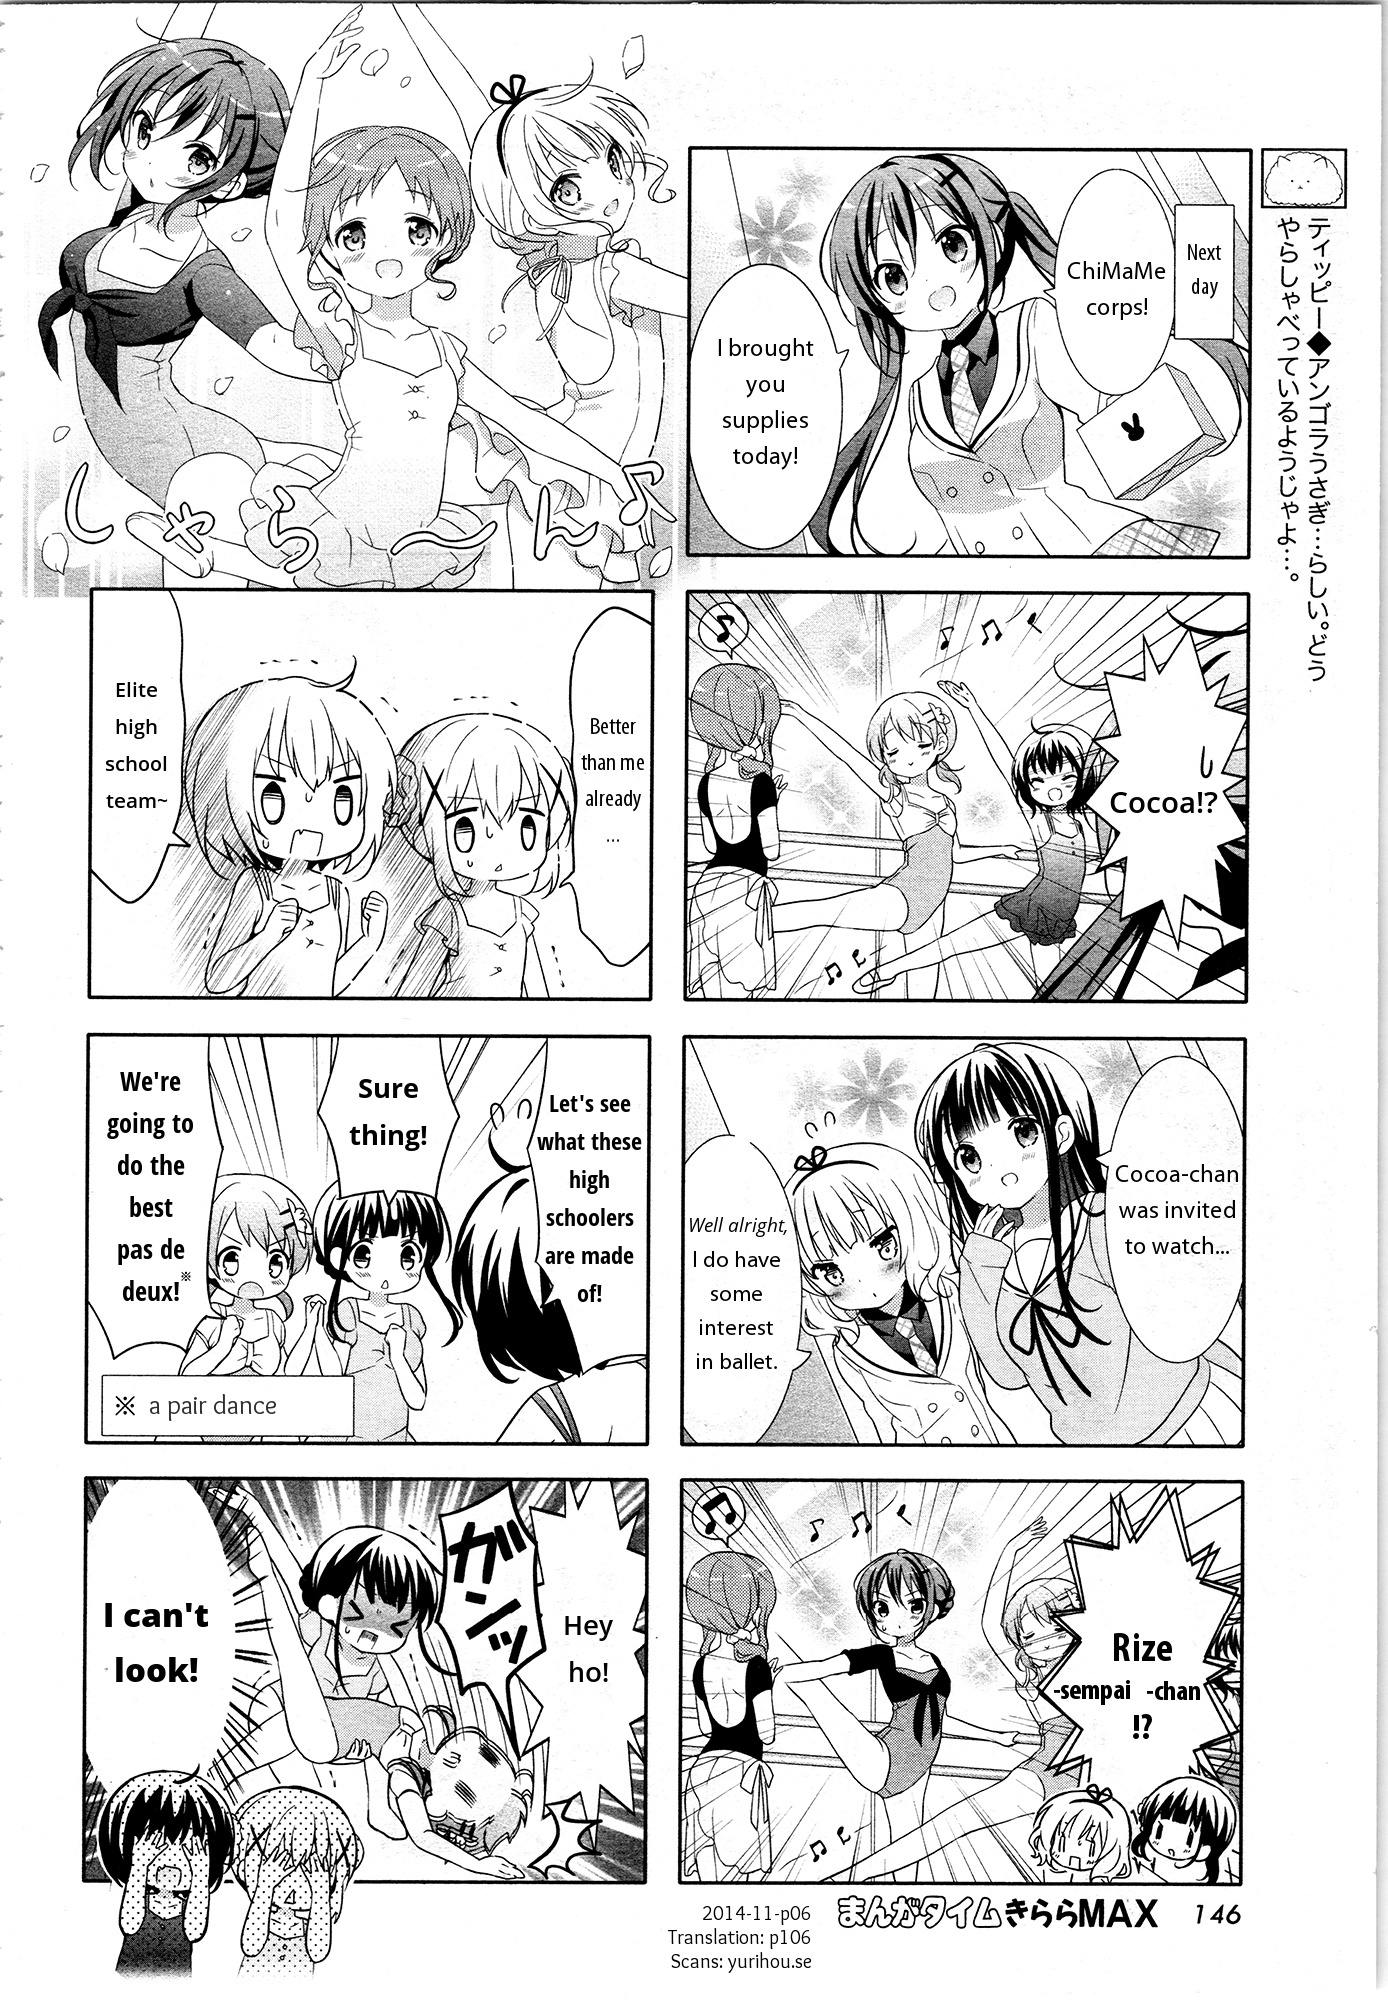 ティッピー◆アンゴラうさぎ…らしい。どう
やらしゃべっているようじゃよ…。
Next
day
ChiMaMe
corps!
I brought
you
supplies
today!
し
Cocoa!?
Cocoa-chan
was invited
to watch...
Well alright,
I do have
some
interest
in ballet.
Rize
-sempai -chan
!?
しゃら〜ん♪
Better
than me
already
...
Elite
high
school
team~
Let's see
what these
high
schoolers
are made
of!
Sure
thing!
We're
going to
do the
best
pas de
deux!※
※ a pair dance
Hey
ho!
ガンッ
I can't
look!
2014-11-p06
Translation: p106
Scans: yurihou.se
まんがタイムきららMAX 146